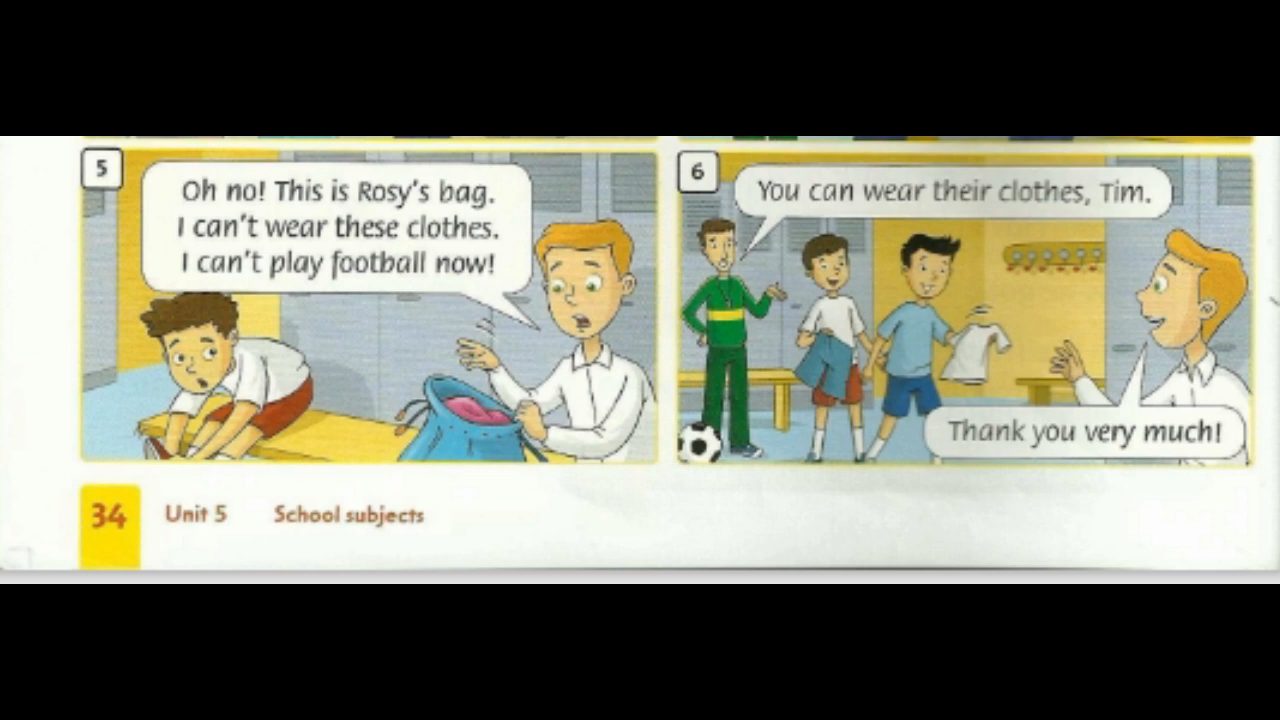 5
Oh no! This is Rosy's bag.
I can't wear these clothes.
I can't play football now!
6
You can wear their clothes, Tim.
Thank you very much!
34 Unit 5 School subjects